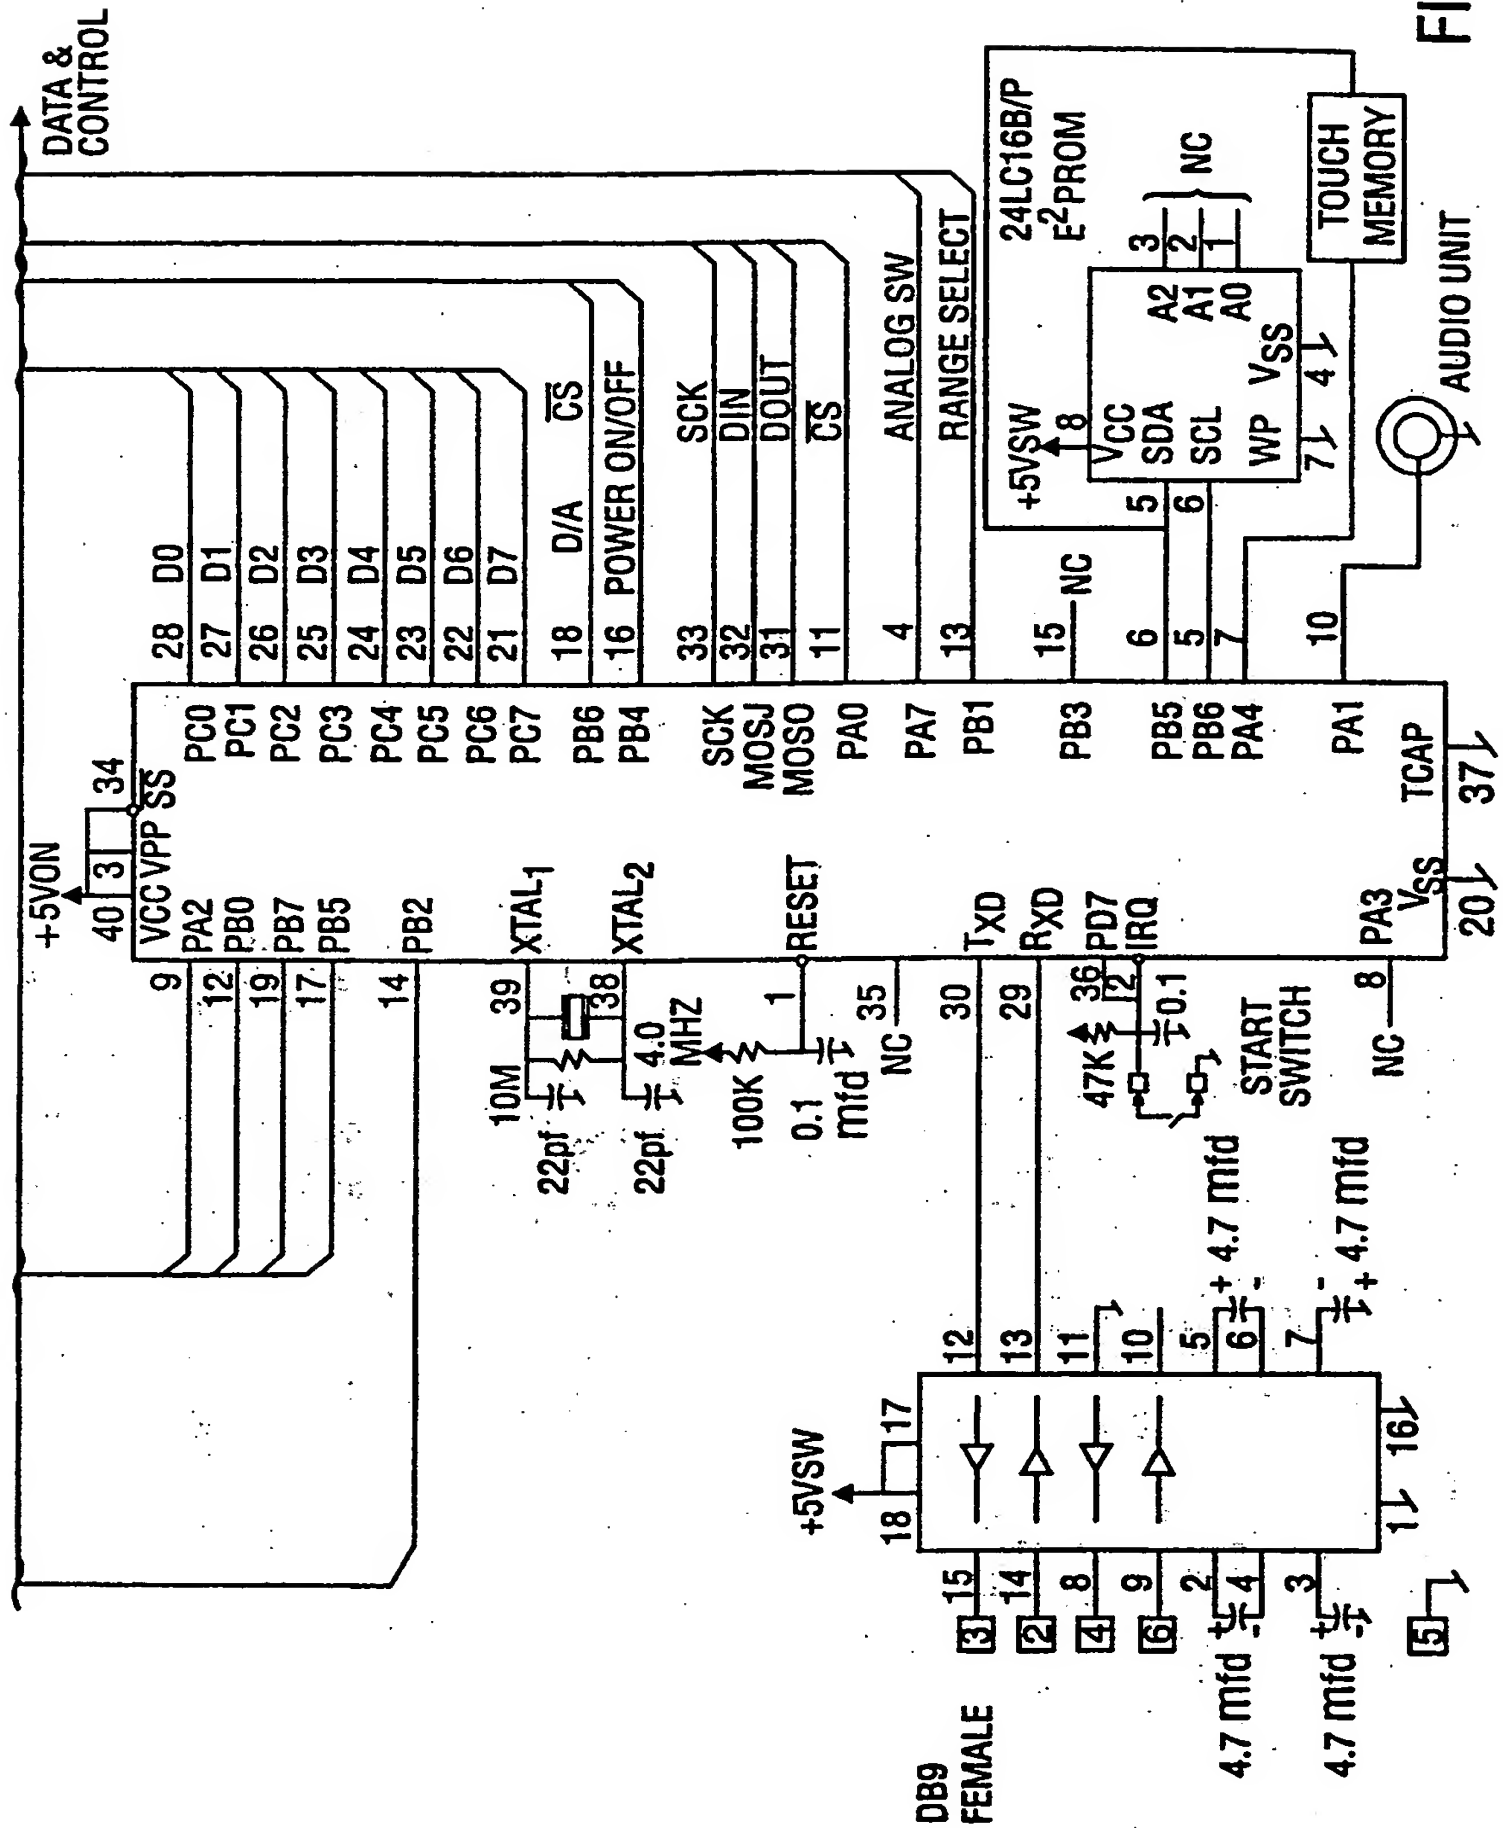 DATA &
CONTROL
+5VON
40
3
34
VCC
VPP
SS
9
PA2
12
PB0
19
PB7
17
PB5
14
PB2
39
XTAL1
38
XTAL2
10M
22pf
22pf
4.0
MHZ
100K
0.1
mfd
1
RESET
35
NC
30
TXD
29
RXD
36
PD7
2
IRQ
47K
0.1
START
SWITCH
8
PA3
NC
20
VSS
37
TCAP
PC0
28
D0
PC1
27
D1
PC2
26
D2
PC3
25
D3
PC4
24
D4
PC5
23
D5
PC6
22
D6
PC7
21
D7
PB6
18
D/A
CS
PB4
16
POWER ON/OFF
SCK
33
SCK
MOSJ
32
DIN
MOSO
31
DOUT
PA0
11
CS
PA7
4
ANALOG SW
PB1
13
RANGE SELECT
PB3
15
NC
PB5
6
PB6
5
PA4
7
PA1
10
24LC16B/P
E2PROM
+5VSW
8
VCC
5
SDA
6
SCL
WP
7
VSS
4
A2
3
A1
2
A0
1
NC
TOUCH
MEMORY
AUDIO UNIT
DB9
FEMALE
+5VSW
18
17
3
15
12
2
14
13
4
8
11
6
9
10
2
4
3
5
6
7
+
-
4.7 mfd
+
-
4.7 mfd
+
-
4.7 mfd
-
+
4.7 mfd
1
16
5
FI